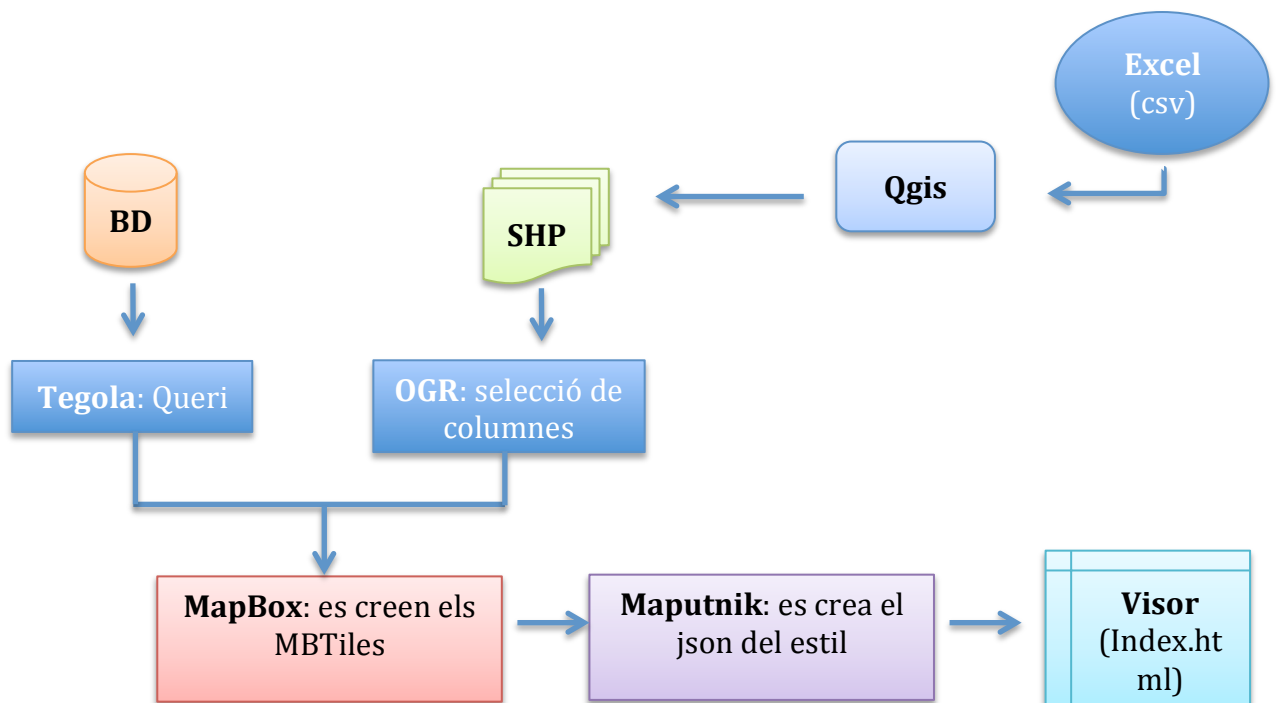 Excel
(csv)
Qgis
BD
SHP
Tegola: Queri
OGR: selecció de
columnes
MapBox: es creen els
MBTiles
Maputnik: es crea el
json del estil
Visor
(Index.ht
ml)